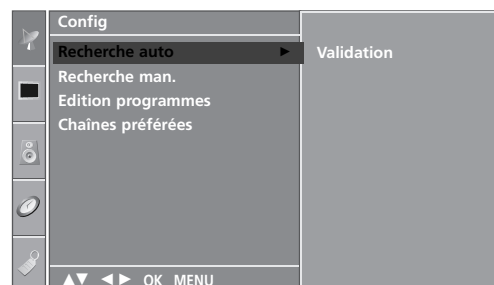 Config
Recherche auto ► Validation
Recherche man.
Edition programmes
Chaînes préférées
▲▼ ◄► OK MENU